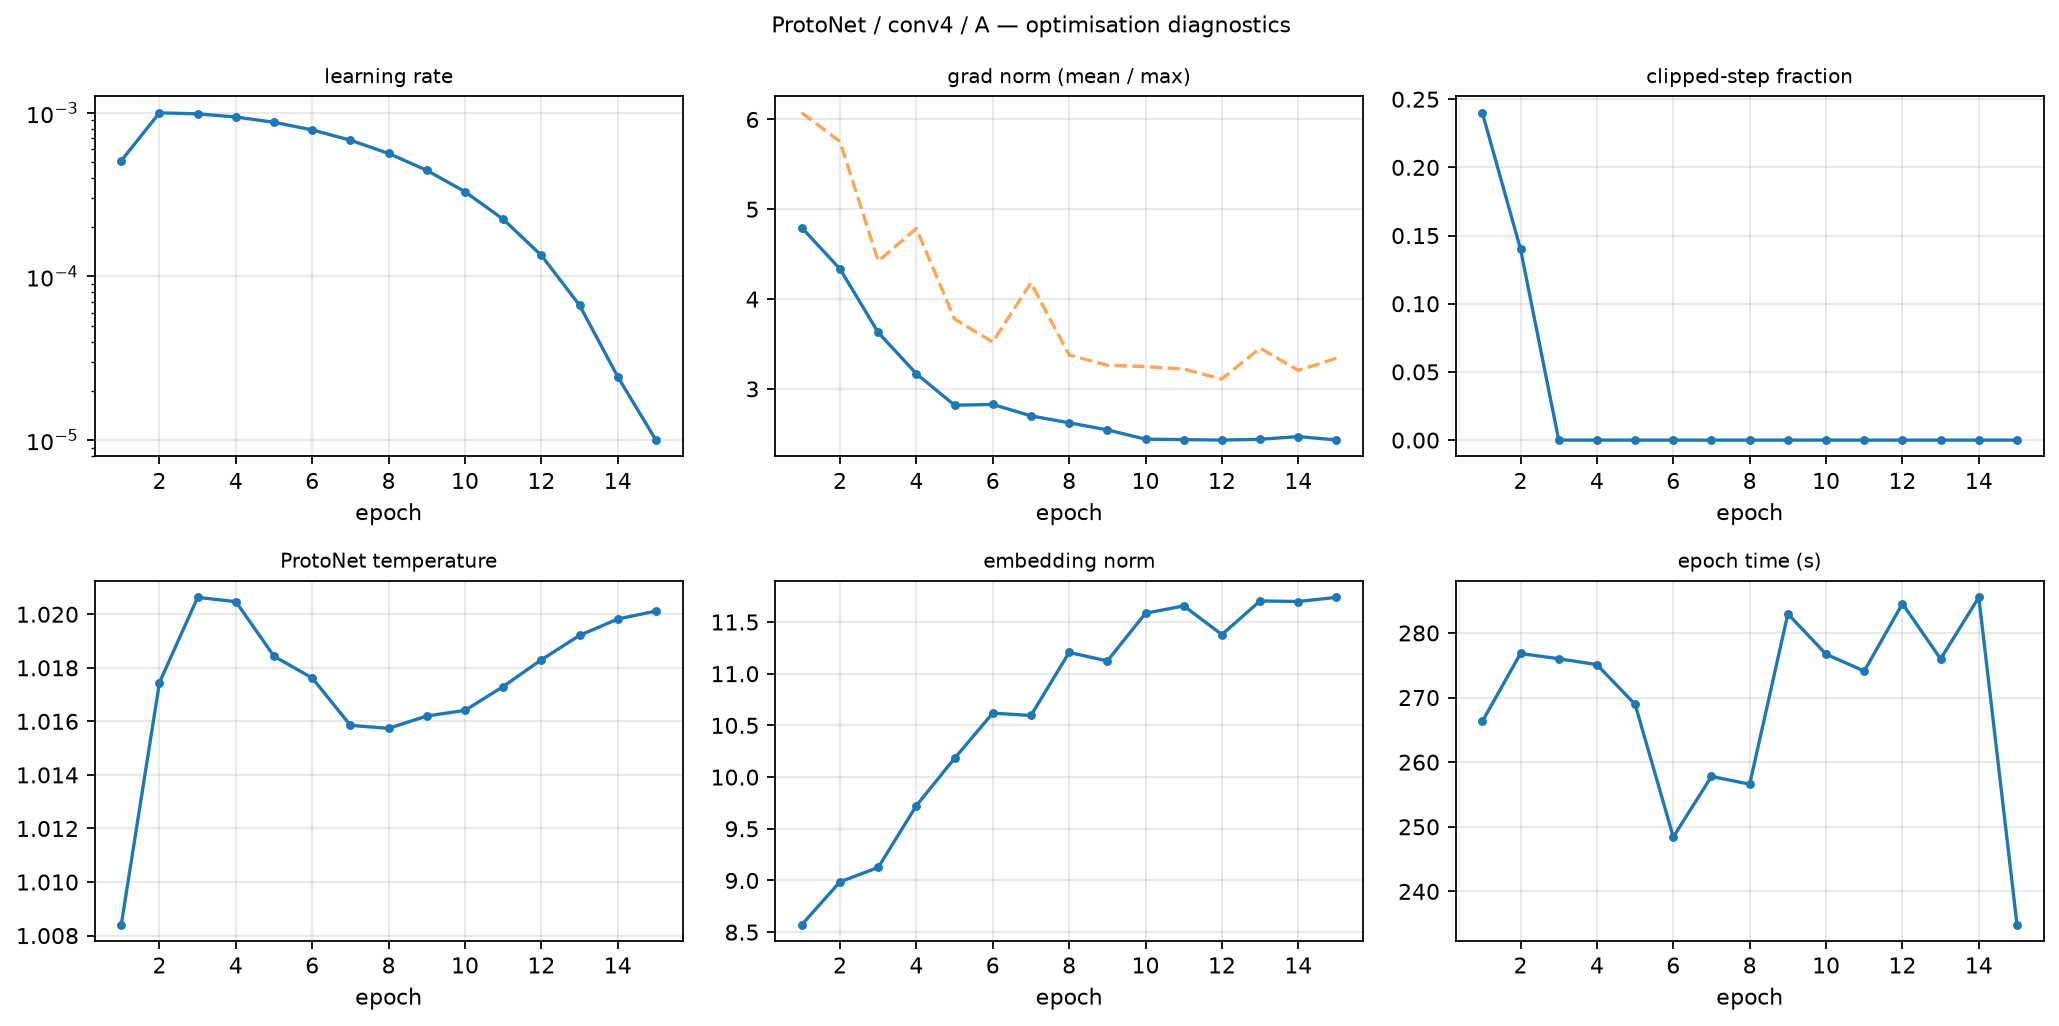 ProtoNet / conv4 / A — optimisation diagnostics
learning rate
10⁻³
10⁻⁴
10⁻⁵
2 4 6 8 10 12 14
epoch
grad norm (mean / max)
6
5
4
3
2 4 6 8 10 12 14
epoch
clipped-step fraction
0.25
0.20
0.15
0.10
0.05
0.00
2 4 6 8 10 12 14
epoch
ProtoNet temperature
1.020
1.018
1.016
1.014
1.012
1.010
1.008
2 4 6 8 10 12 14
epoch
embedding norm
11.5
11.0
10.5
10.0
9.5
9.0
8.5
2 4 6 8 10 12 14
epoch
epoch time (s)
280
270
260
250
240
2 4 6 8 10 12 14
epoch